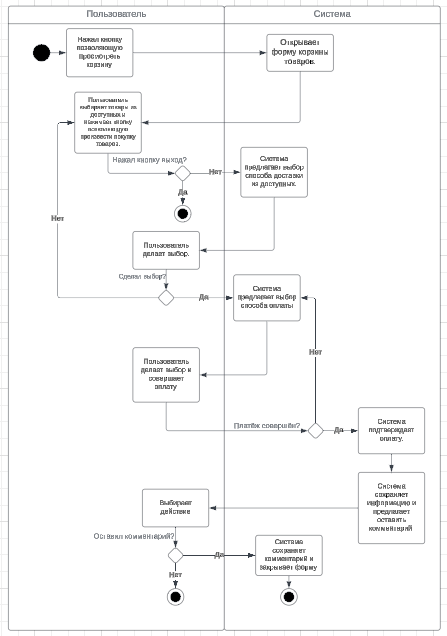 Пользователь
Система
Нажал кнопку
позволяющую
просмотреть
корзину
Открывает
форму корзины
товаров.
Пользователь
выбирает товары из
доступных и
нажимает кнопку
позволяющую
произвести покупку
товаров.
Нажал кнопку выход?
Нет
Да
Система
предлагает выбор
способа доставки
из доступных.
Нет
Пользователь
делает выбор.
Сделал выбор?
Да
Система
предлагает выбор
способа оплаты
Нет
Пользователь
делает выбор и
совершает
оплату
Платёж совершён?
Да
Система
подтверждает
оплату.
Система
сохраняет
информацию и
предлагает
оставить
комментарий
Выбирает
действие
Оставил комментарий?
Да
Нет
Система
сохраняет
комментарий и
закрывает форму